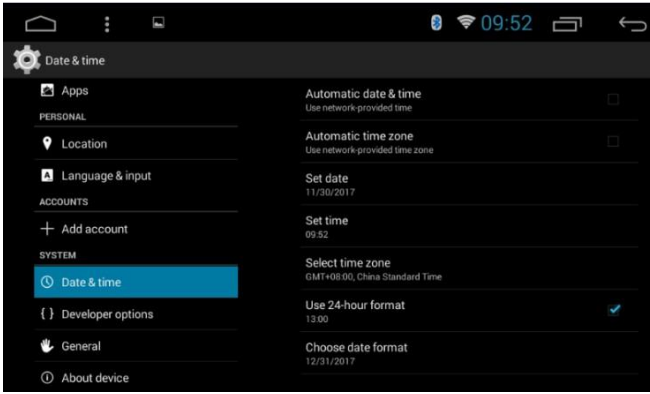 09:52
Date & time
Apps
PERSONAL
Location
Language & input
ACCOUNTS
Add account
SYSTEM
Date & time
Developer options
General
About device
Automatic date & time
Use network-provided time
Automatic time zone
Use network-provided time zone
Set date
11/30/2017
Set time
09:52
Select time zone
GMT+08:00, China Standard Time
Use 24-hour format
13:00
Choose date format
12/31/2017